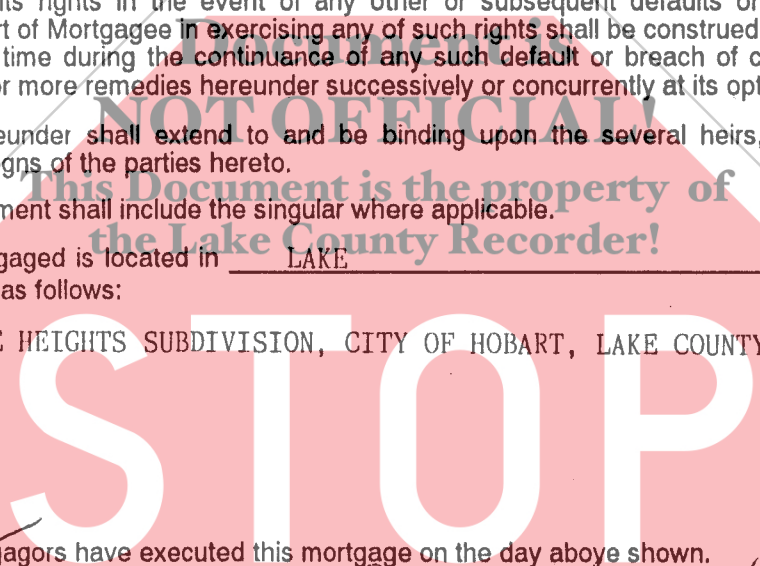 its rights in the event of any other or subsequent defaults or
rt of Mortgagee in exercising any of such rights shall be construed
Document is
time during the continuance of any such default or breach of c
or more remedies hereunder successively or concurrently at its opt
NOT OFFICIAL!
eunder shall extend to and be binding upon the several heirs,
gns of the parties hereto.
This Document is the property of
ment shall include the singular where applicable.
the Lake County Recorder!
gaged is located in LAKE
as follows:
E HEIGHTS SUBDIVISION, CITY OF HOBART, LAKE COUNTY
STOP
gagors have executed this mortgage on the day above shown.